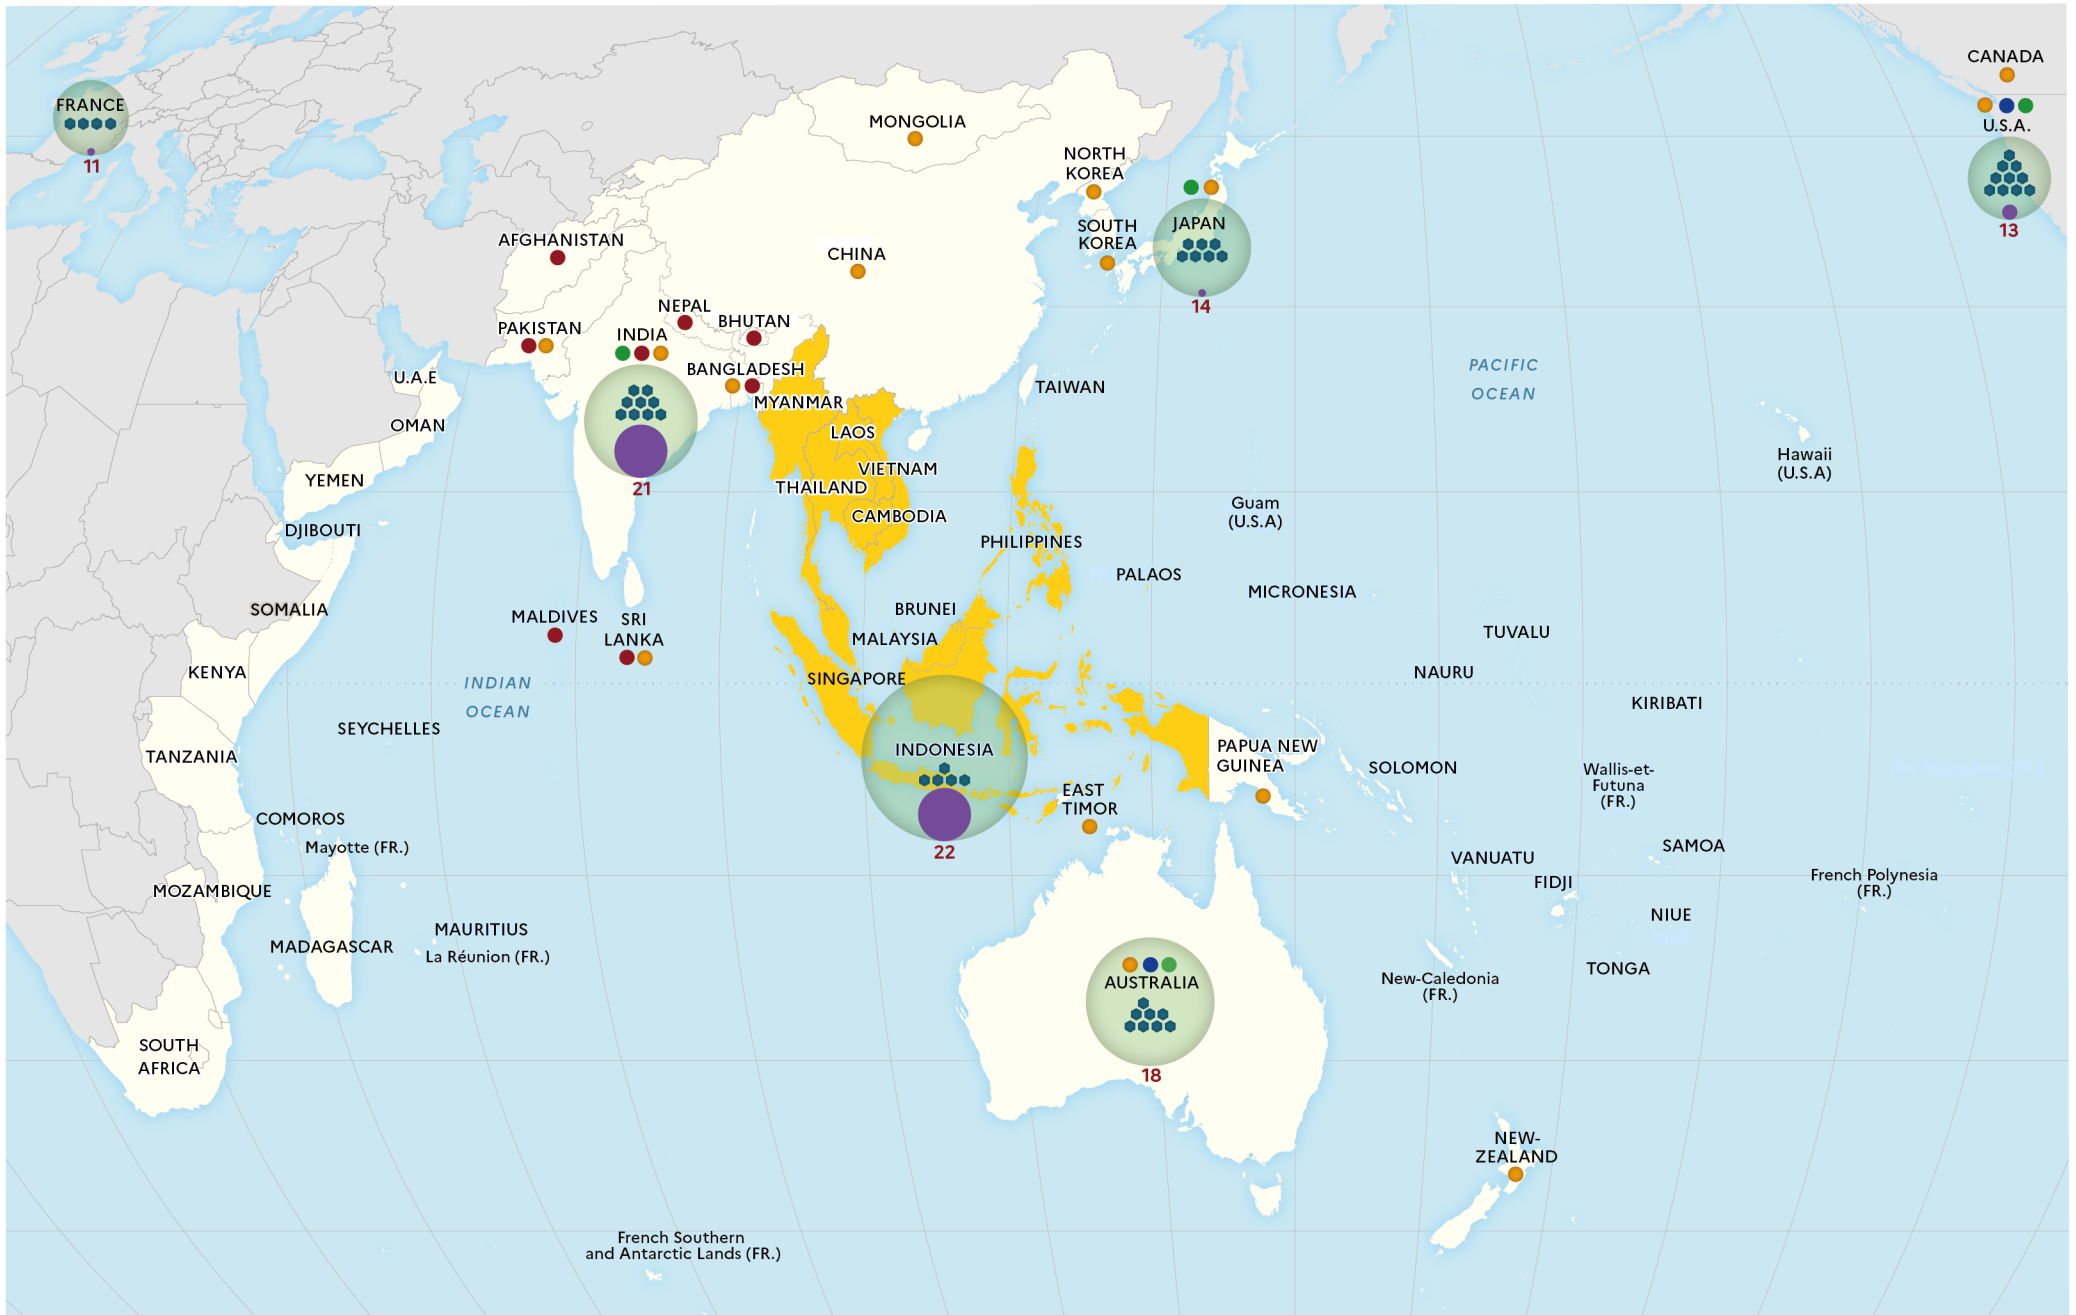 CANADA
FRANCE
U.S.A.
11
13
MONGOLIA
NORTH
KOREA
SOUTH
KOREA
JAPAN
14
AFGHANISTAN
CHINA
NEPAL
BHUTAN
PAKISTAN
INDIA
BANGLADESH
U.A.E
TAIWAN
PACIFIC
OCEAN
MYANMAR
OMAN
LAOS
VIETNAM
THAILAND
YEMEN
21
Hawaii
(U.S.A)
Guam
(U.S.A)
CAMBODIA
DJIBOUTI
PHILIPPINES
PALAOS
MICRONESIA
SOMALIA
BRUNEI
MALDIVES
SRI
LANKA
MALAYSIA
TUVALU
KENYA
SINGAPORE
NAURU
INDIAN
OCEAN
KIRIBATI
SEYCHELLES
TANZANIA
INDONESIA
PAPUA NEW
GUINEA
SOLOMON
Wallis-et-
Futuna
(FR.)
EAST
TIMOR
COMOROS
Mayotte (FR.)
22
SAMOA
VANUATU
FIDJI
French Polynesia
(FR.)
MOZAMBIQUE
NIUE
MAURITIUS
MADAGASCAR
La Réunion (FR.)
TONGA
New-Caledonia
(FR.)
AUSTRALIA
18
SOUTH
AFRICA
NEW-
ZEALAND
French Southern
and Antarctic Lands (FR.)